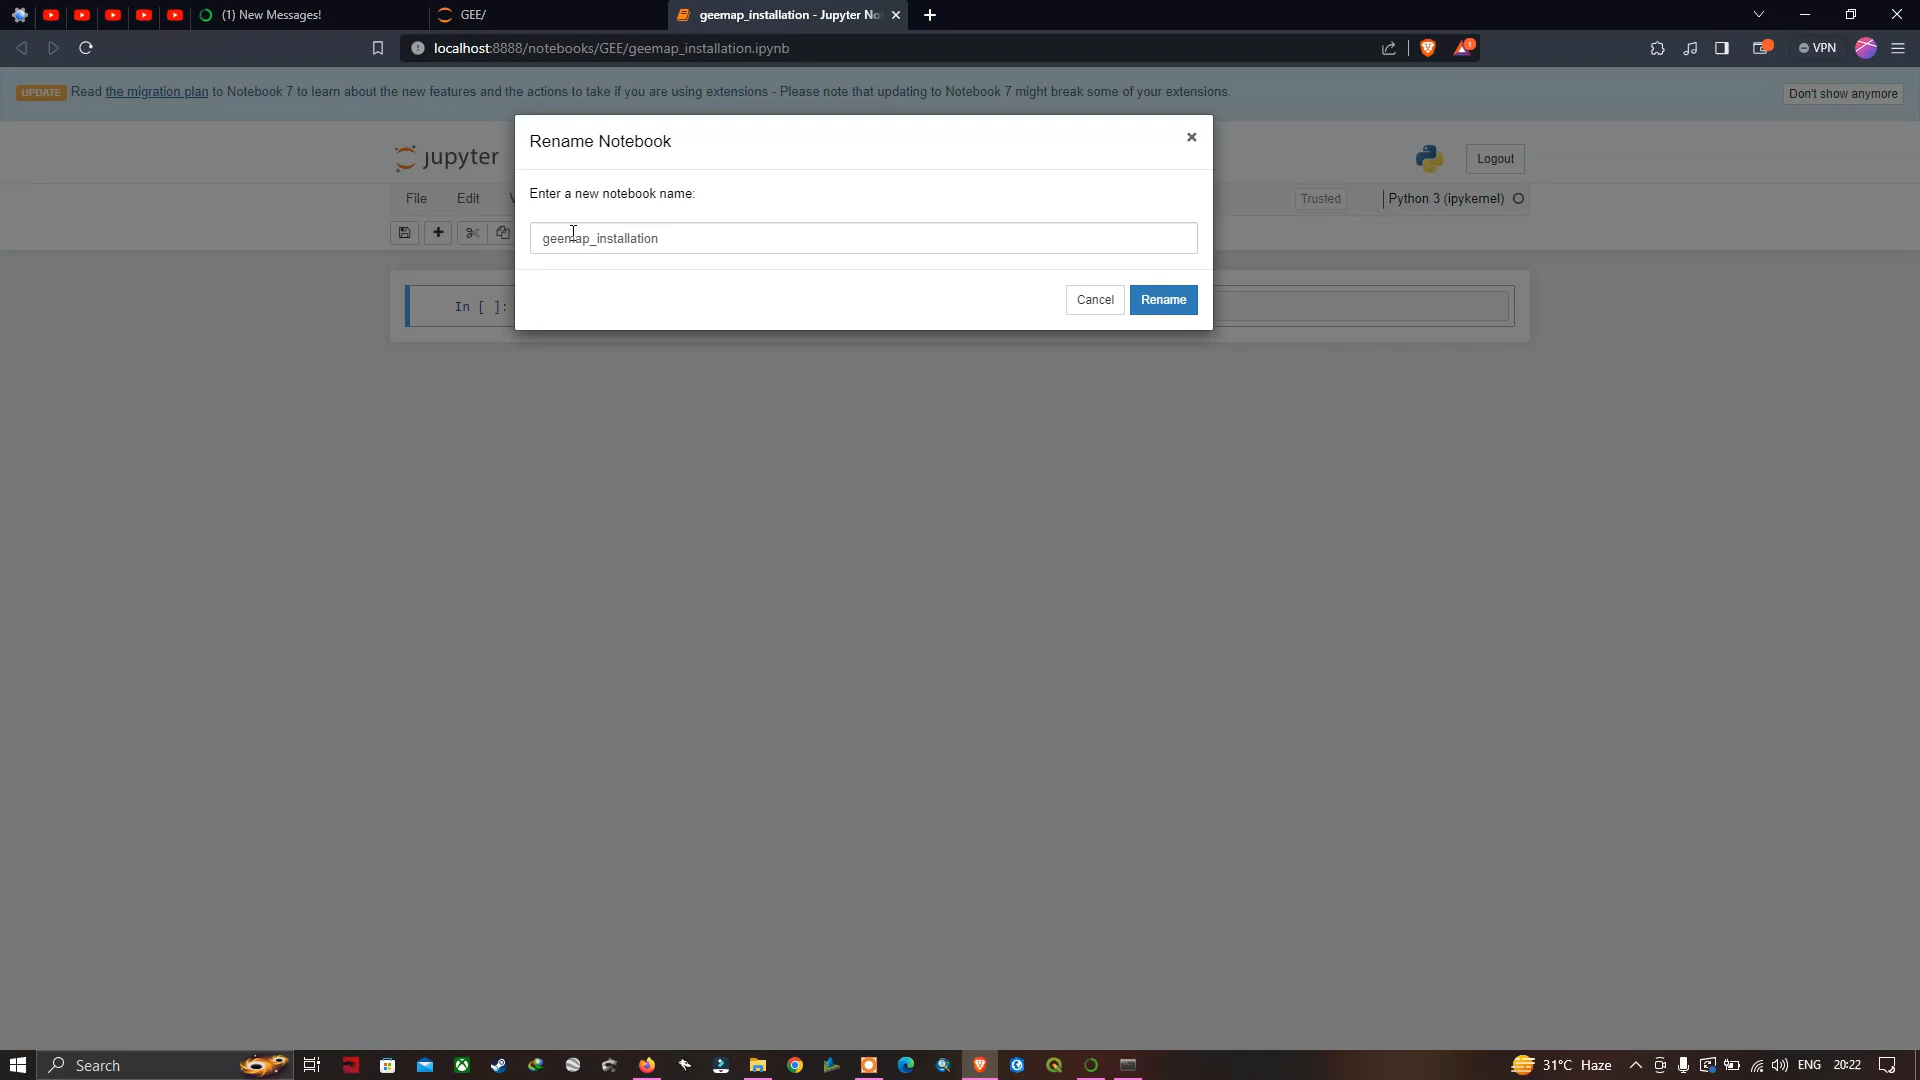 (1) New Messages!
GEE/
geemap_installation - Jupyter No
localhost:8888/notebooks/GEE/geemap_installation.ipynb
1
VPN
UPDATE Read the migration plan to Notebook 7 to learn about the new features and the actions to take if you are using extensions - Please note that updating to Notebook 7 might break some of your extensions.
Don't show anymore
Rename Notebook
jupyter
Logout
Enter a new notebook name:
File Edit
Trusted
Python 3 (ipykernel)
geemap_installation
Cancel
Rename
In [ ]:
Search
31°C Haze
ENG
20:22